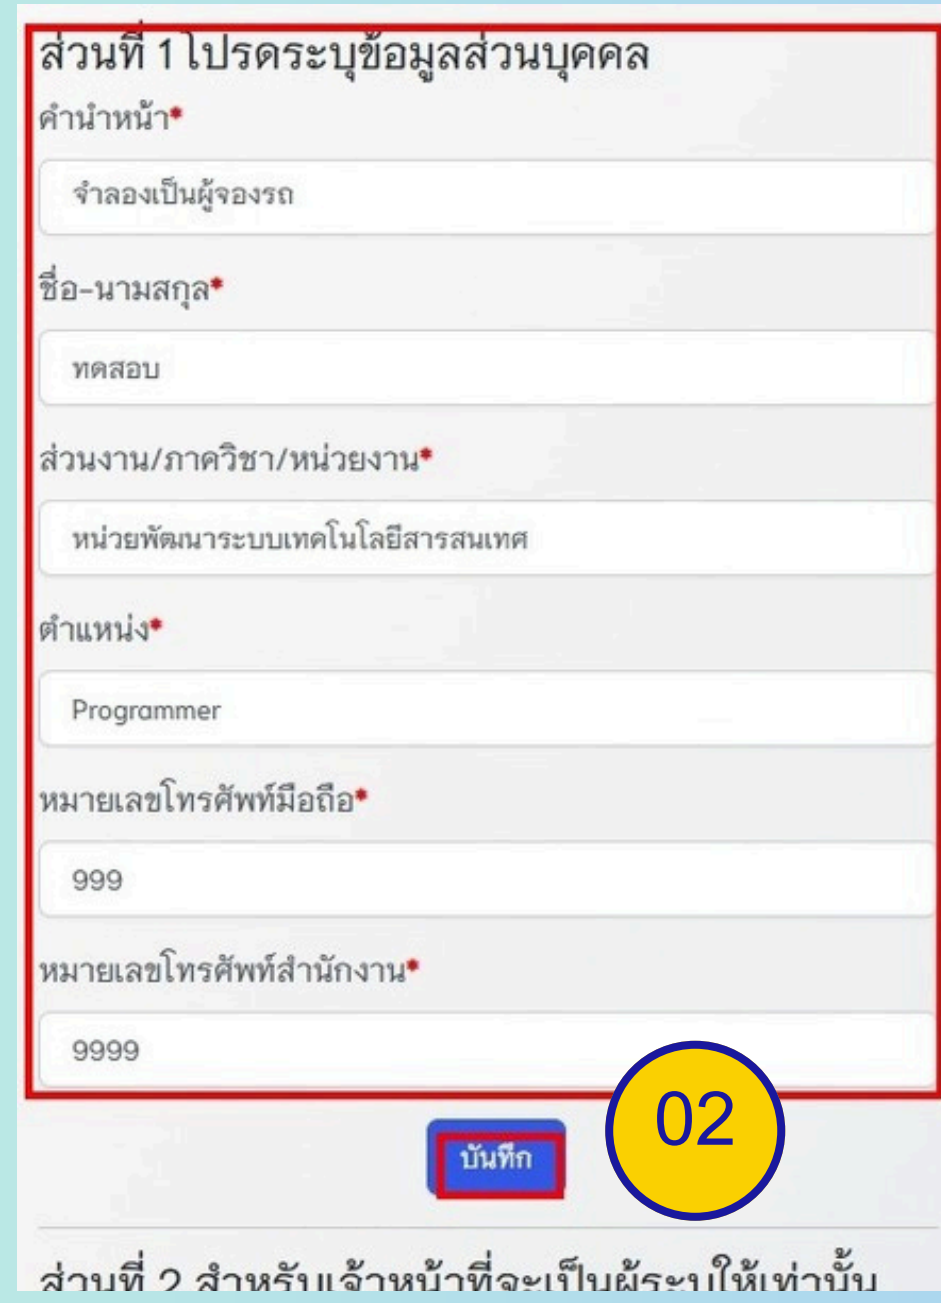 ส่วนที่ 1 โปรดระบุข้อมูลส่วนบุคคล
คำนำหน้า*
จำลองเป็นผู้จองรถ
ชื่อ-นามสกุล*
ทดสอบ
ส่วนงาน/ภาควิชา/หน่วยงาน*
หน่วยพัฒนาระบบเทคโนโลยีสารสนเทศ
ตำแหน่ง*
Programmer
หมายเลขโทรศัพท์มือถือ*
999
หมายเลขโทรศัพท์สำนักงาน*
9999
02
บันทึก
ส่วนที่ 2 สำหรับเจ้าหน้าที่จะเป็นผู้ระบุให้เท่านั้น